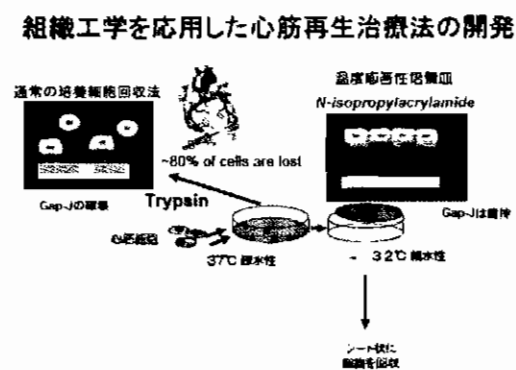 組織工学を応用した心筋再生治療法の開発
通常の培養細胞回収法
温度応答性培養皿
N-isopropylacrylamide
~80% of cells are lost
Gap-Jの破壊
Trypsin
Gap-Jは維持
心筋細胞
37℃ 疎水性
32℃ 親水性
シート状に
細胞を回収